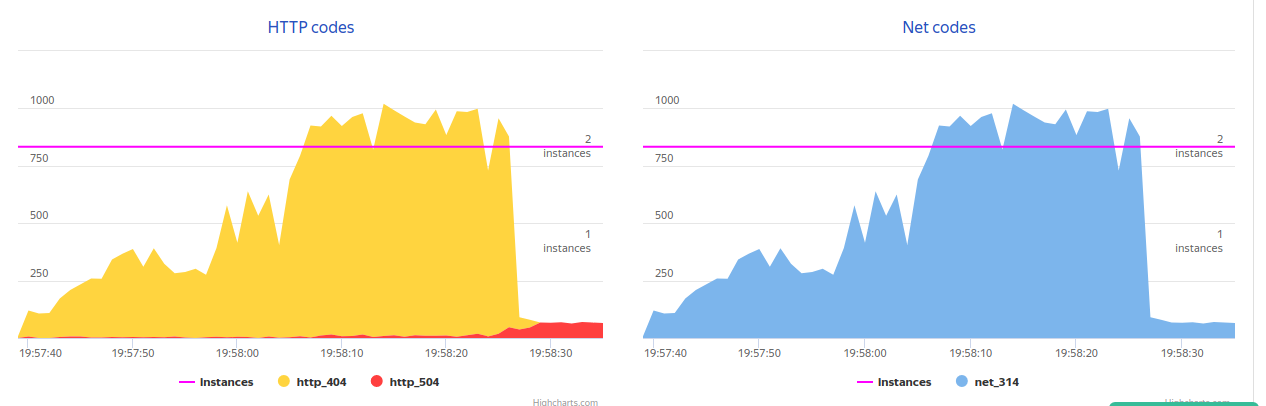 HTTP codes
1000
2
instances
750
500
1
instances
250
19:57:40 19:57:50 19:58:00 19:58:10 19:58:20 19:58:30
Instances http_404 http_504
Highcharts.com
Net codes
1000
2
instances
750
500
1
instances
250
19:57:40 19:57:50 19:58:00 19:58:10 19:58:20 19:58:30
Instances net_314
Highcharts.com